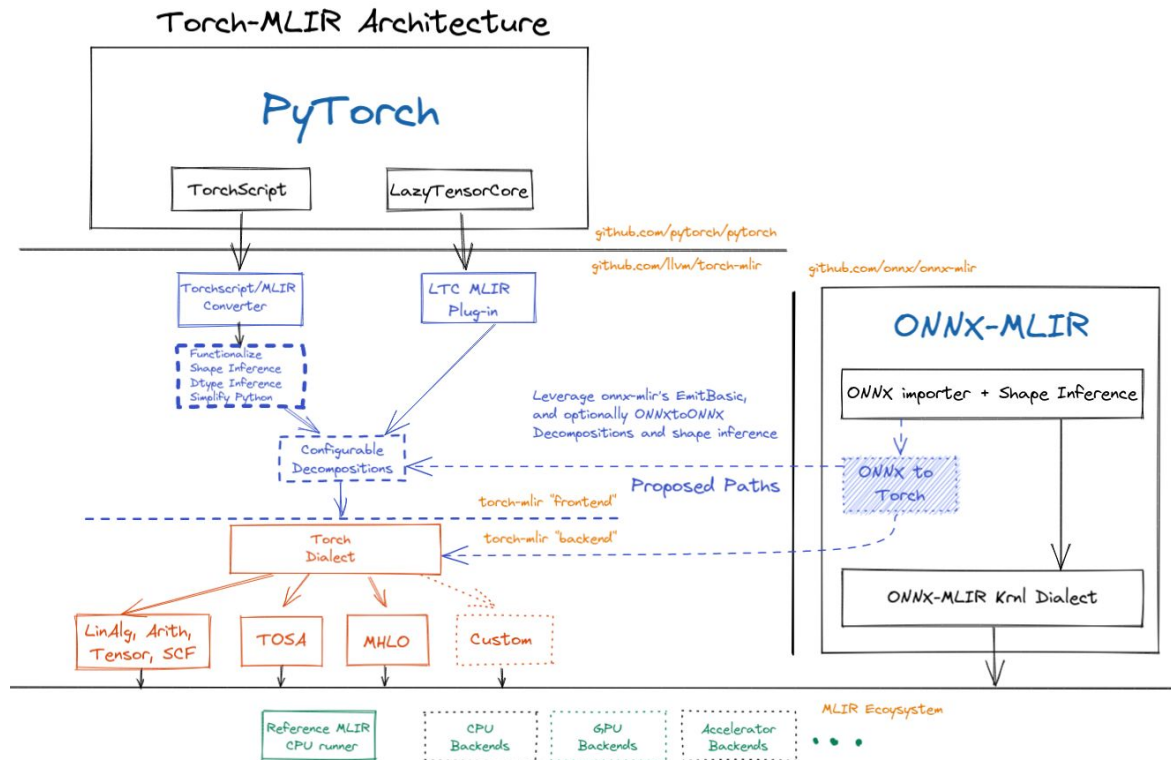 Torch-MLIR Architecture
PyTorch
TorchScript
LazyTensorCore
github.com/pytorch/pytorch
github.com/llvm/torch-mlir
github.com/onnx/onnx-mlir
Torchscript/MLIR
Converter
LTC MLIR
Plug-in
ONNX-MLIR
Functionalize
Shape Inference
Dtype Inference
Simplify Python
ONNX importer + Shape Inference
Leverage onnx-mlir's EmitBasic,
and optionally ONNXtoONNX
Decompositions and shape inference
Configurable
Decompositions
ONNX to
Torch
Proposed Paths
torch-mlir "frontend"
torch-mlir "backend"
Torch
Dialect
ONNX-MLIR Krnl Dialect
LinAlg, Arith,
Tensor, SCF
TOSA
MHLO
Custom
MLIR Ecoysystem
Reference MLIR
CPU runner
CPU
Backends
GPU
Backends
Accelerator
Backends
• • •